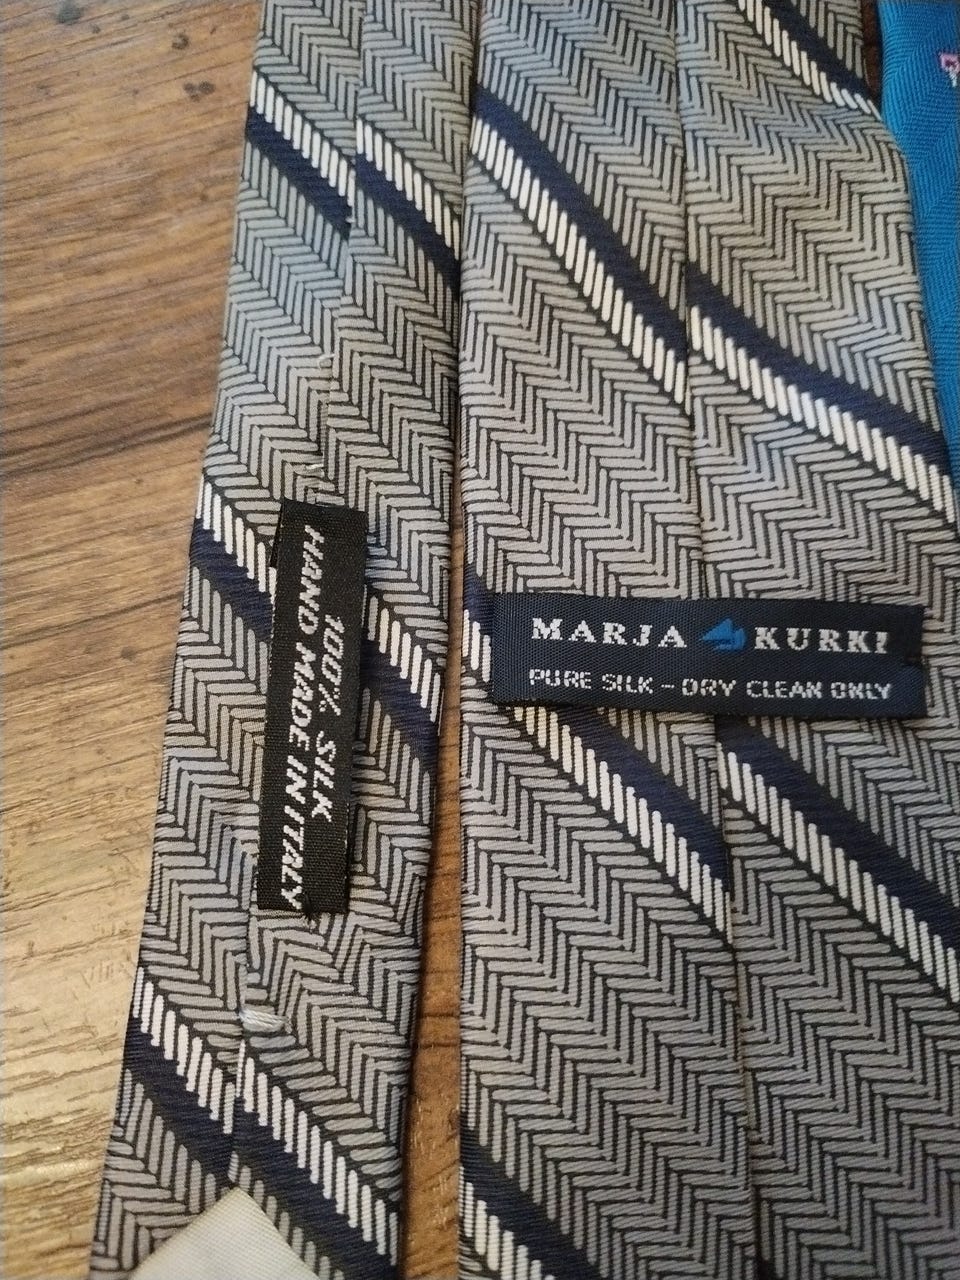 100% SILK
HAND MADE IN ITALY
MARJA KURKI
PURE SILK - DRY CLEAN ONLY